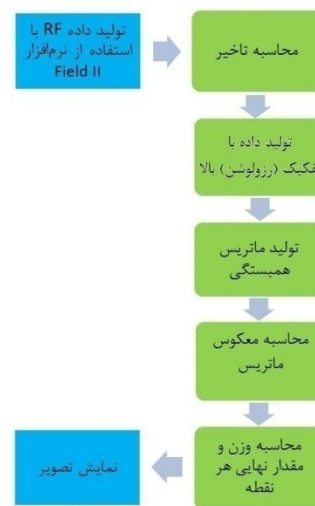 تولید داده RF با
استفاده از نرم‌افزار
Field II
محاسبه تاخیر
تولید داده با
تفکیک (رزولوشن) بالا
تولید ماتریس
همبستگی
محاسبه معکوس
ماتریس
محاسبه وزن و
مقدار نهایی هر
نقطه
نمایش تصویر